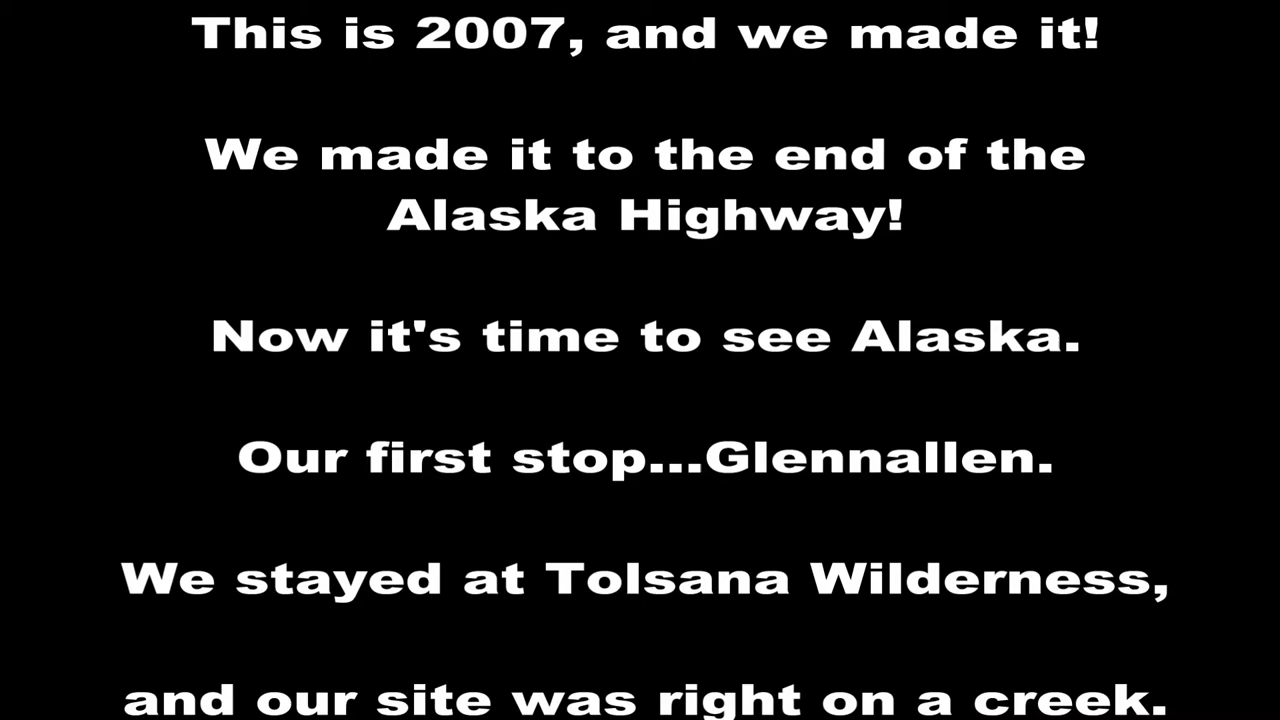 This is 2007, and we made it!
We made it to the end of the
Alaska Highway!
Now it's time to see Alaska.
Our first stop...Glennallen.
We stayed at Tolsana Wilderness,
and our site was right on a creek.